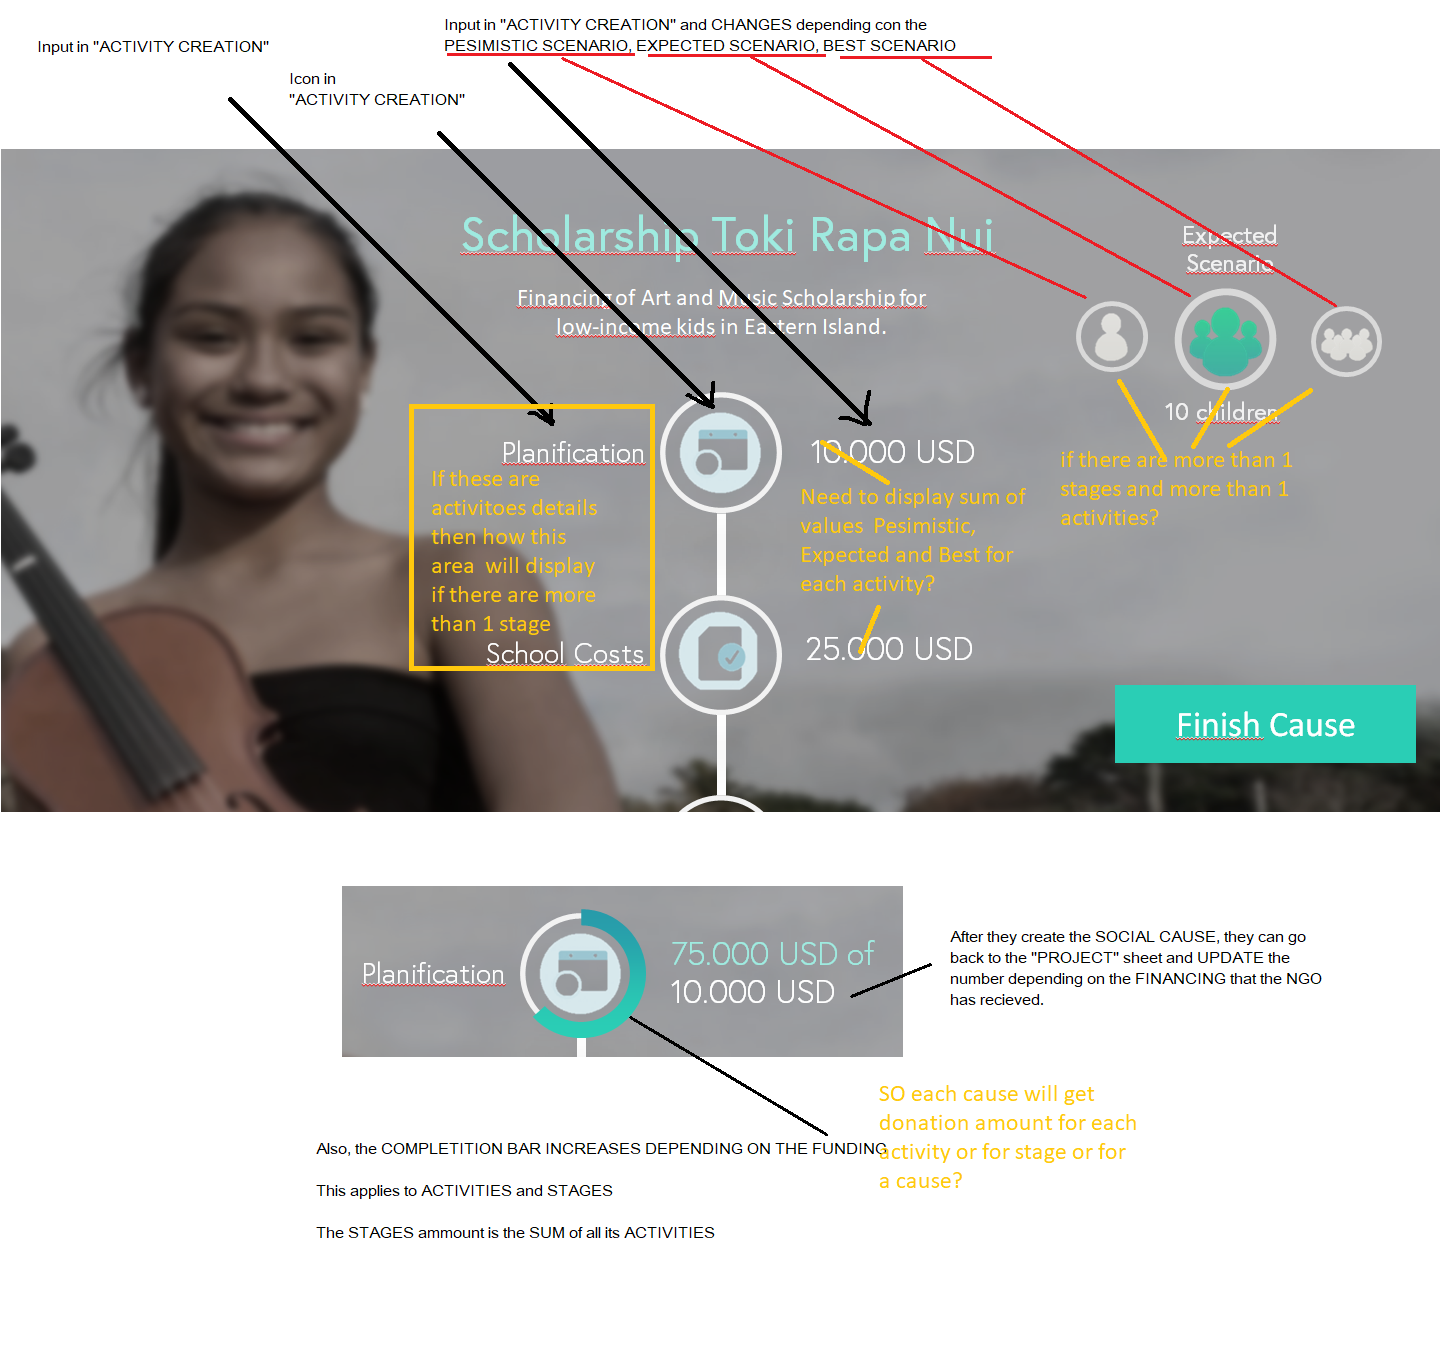 Input in "ACTIVITY CREATION"
Icon in
"ACTIVITY CREATION"
Input in "ACTIVITY CREATION" and CHANGES depending con the
PESIMISTIC SCENARIO, EXPECTED SCENARIO, BEST SCENARIO
Scholarship Toki Rapa Nui
Financing of Art and Music Scholarship for
low-income kids in Eastern Island.
Expected
Scenario
10 children
if there are more than 1
stages and more than 1
activities?
Planification
10.000 USD
If these are
activitoes details
then how this
area will display
if there are more
than 1 stage
Need to display sum of
values Pesimistic,
Expected and Best for
each activity?
School Costs
25.000 USD
Finish Cause
Planification
75.000 USD of
10.000 USD
After they create the SOCIAL CAUSE, they can go
back to the "PROJECT" sheet and UPDATE the
number depending on the FINANCING that the NGO
has recieved.
SO each cause will get
donation amount for each
activity or for stage or for
a cause?
Also, the COMPLETITION BAR INCREASES DEPENDING ON THE FUNDING
This applies to ACTIVITIES and STAGES
The STAGES ammount is the SUM of all its ACTIVITIES